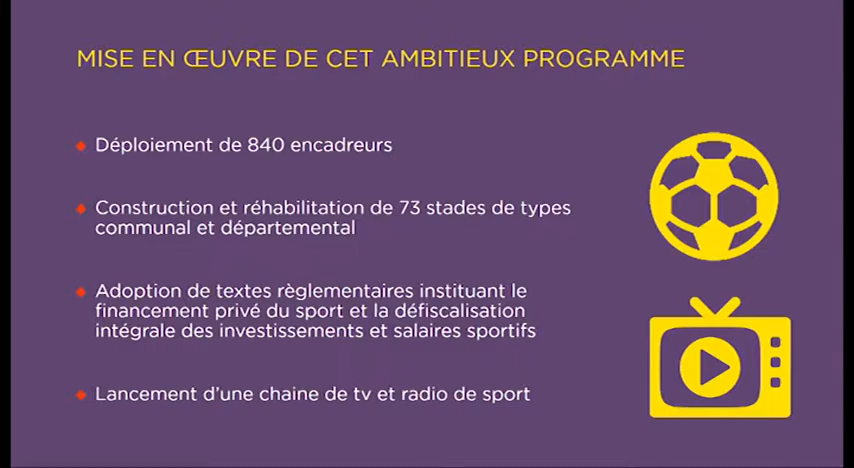 MISE EN ŒUVRE DE CET AMBITIEUX PROGRAMME
Déploiement de 840 encadreurs
Construction et réhabilitation de 73 stades de types
communal et départemental
Adoption de textes règlementaires instituant le
financement privé du sport et la défiscalisation
intégrale des investissements et salaires sportifs
Lancement d’une chaine de tv et radio de sport